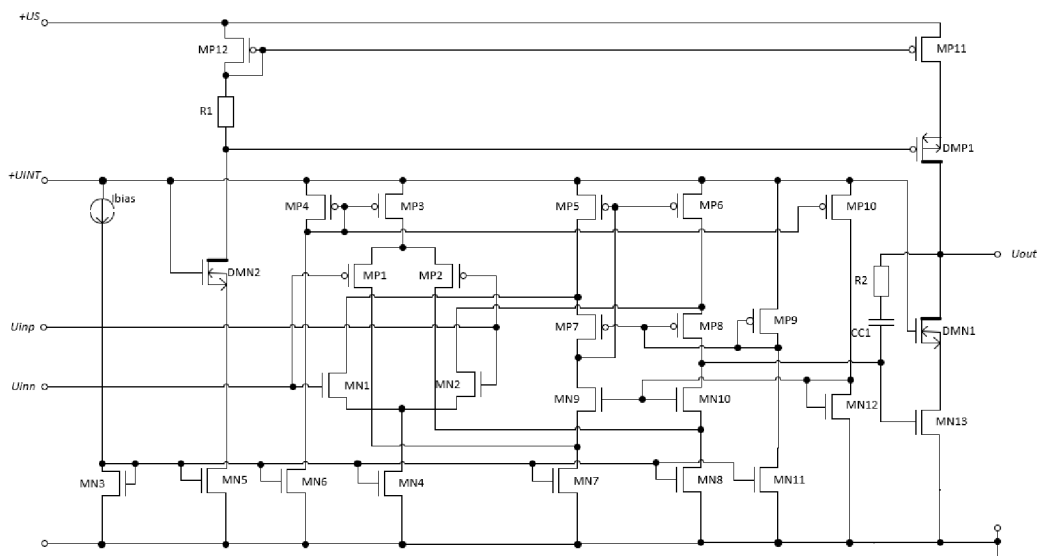 +US
MP12
MP11
R1
DMP1
+UINT
Ibias
MP4
MP3
MP5
MP6
MP10
DMN2
MP1
MP2
R2
Uout
Uinp
MP7
MP8
MP9
CC1
DMN1
Uinn
MN1
MN2
MN9
MN10
MN12
MN13
MN3
MN5
MN6
MN4
MN7
MN8
MN11